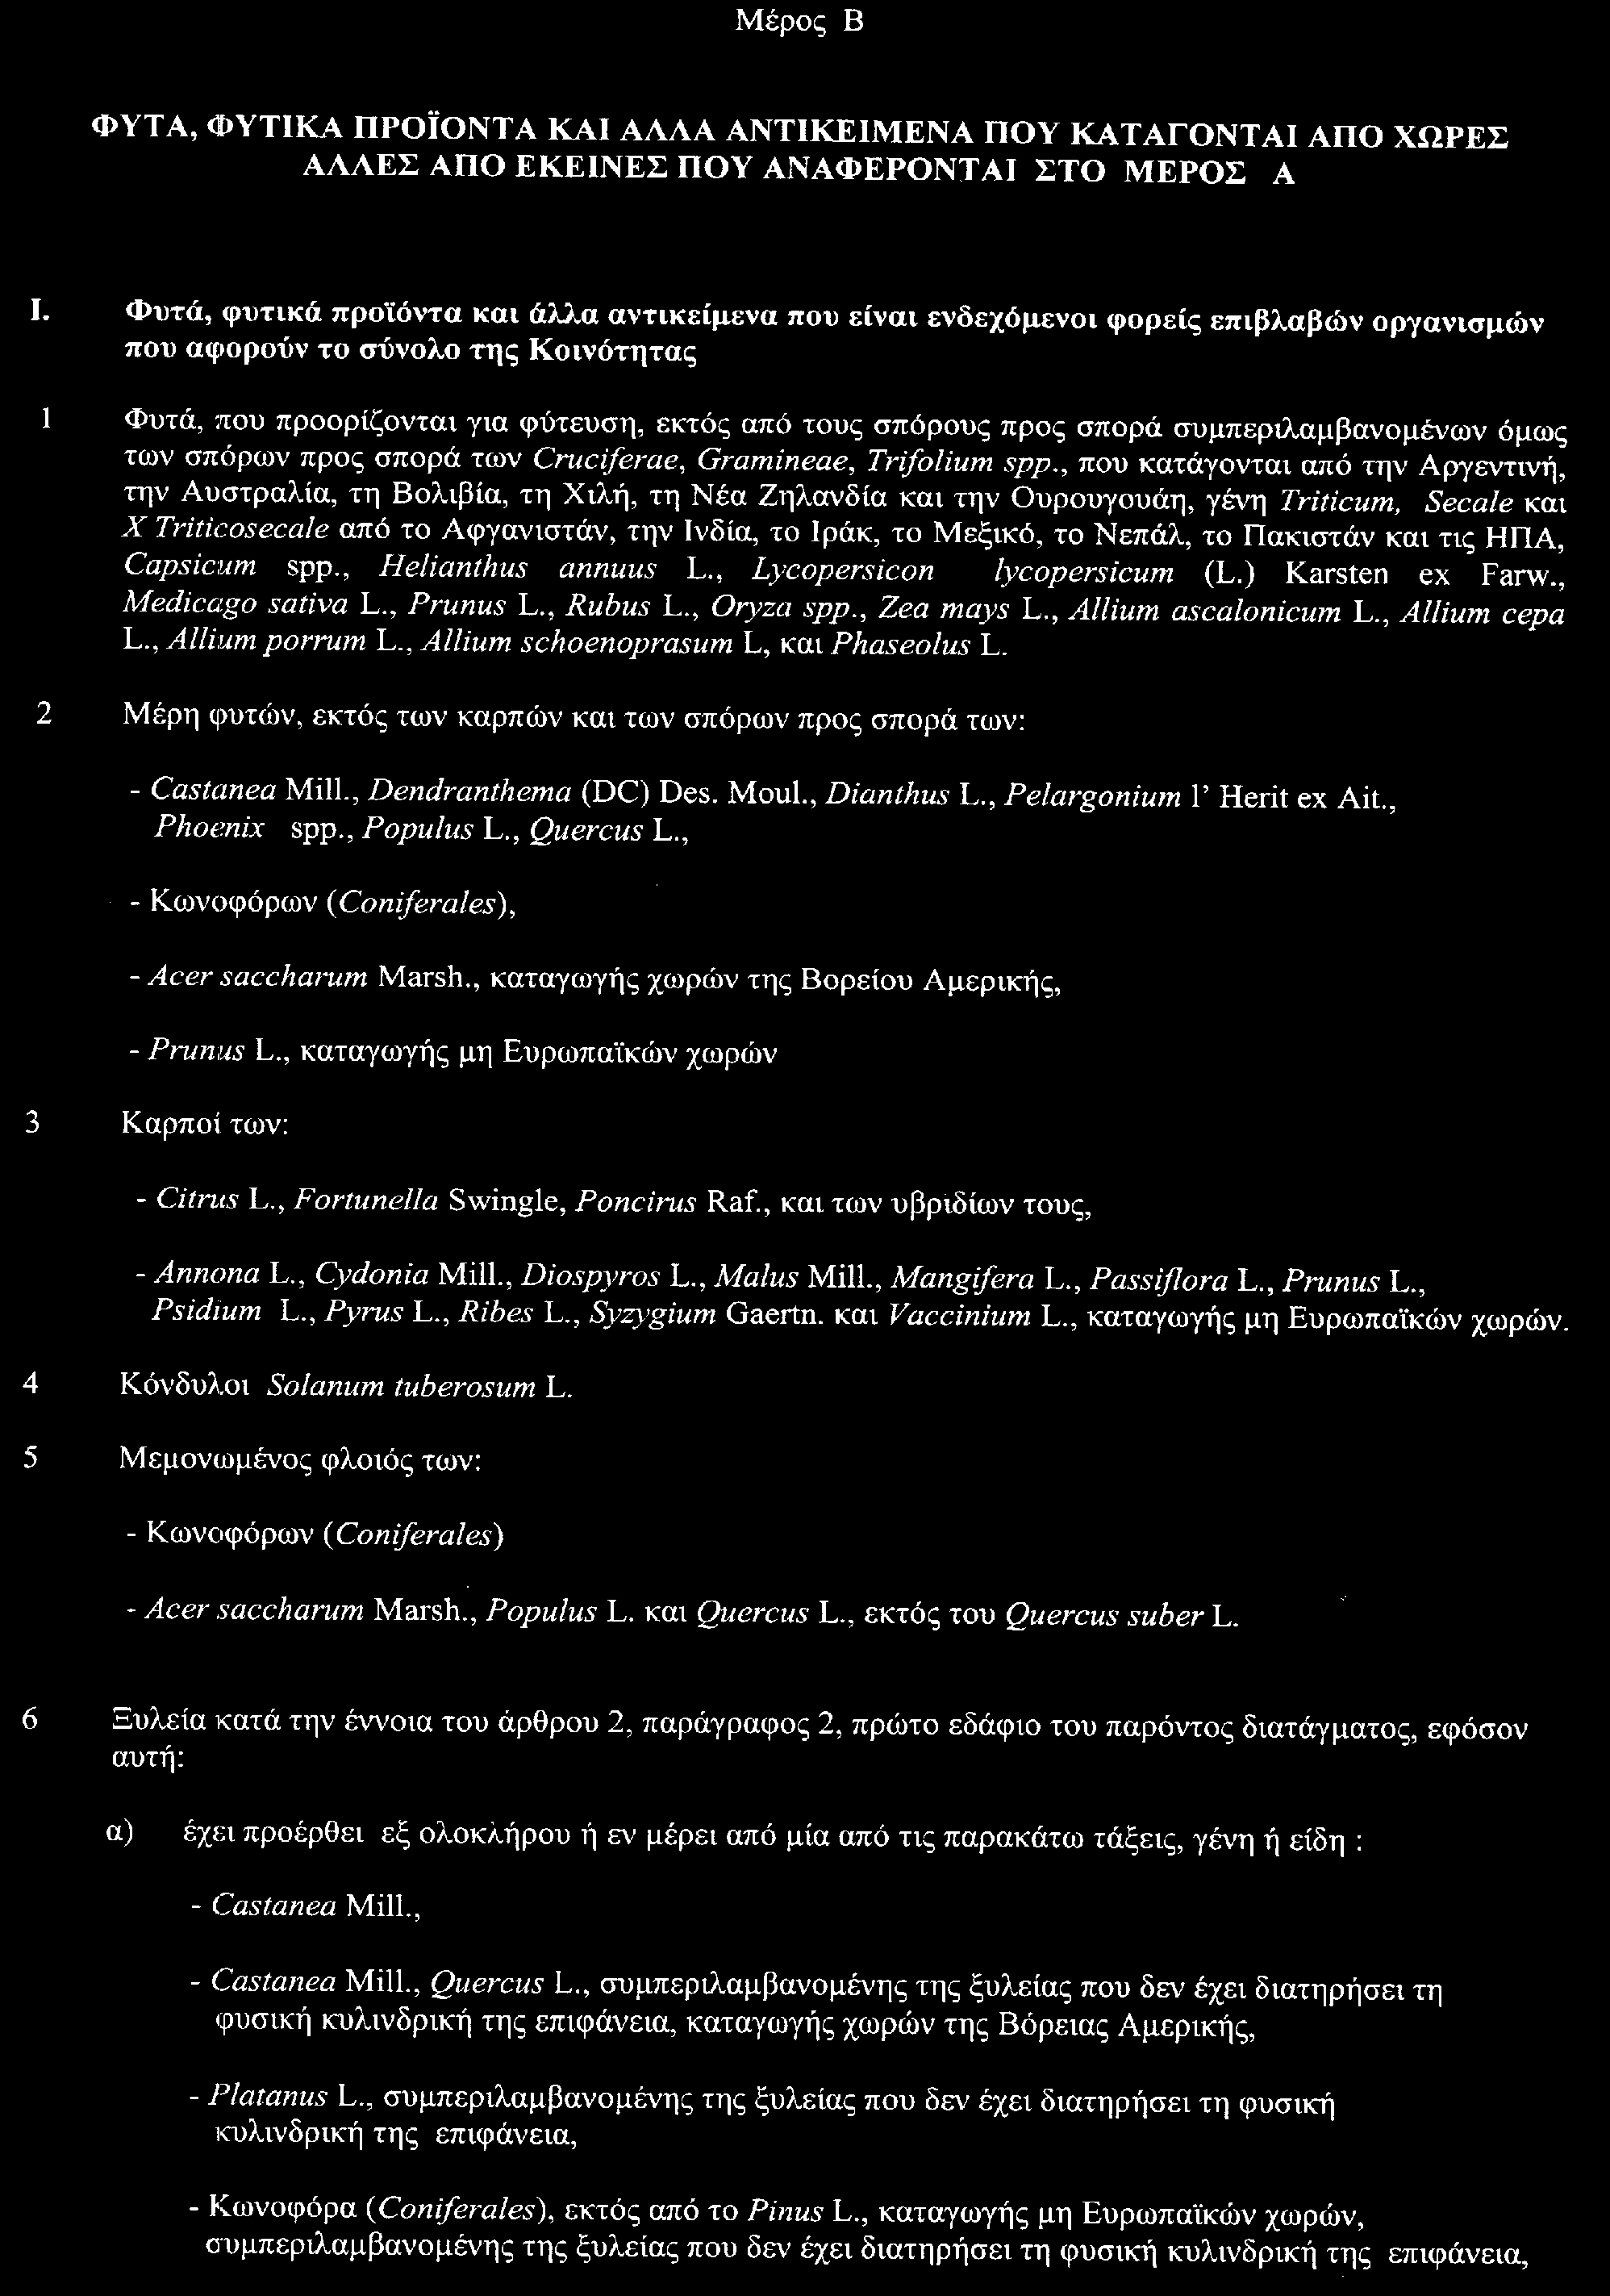 Μέρος Β
ΦΥΤΑ, ΦΥΤΙΚΑ ΠΡΟΪΟΝΤΑ ΚΑΙ ΑΛΛΑ ΑΝΤΙΚΕΙΜΕΝΑ ΠΟΥ ΚΑΤΑΓΟΝΤΑΙ ΑΠΟ ΧΩΡΕΣ
ΑΛΛΕΣ ΑΠΟ ΕΚΕΙΝΕΣ ΠΟΥ ΑΝΑΦΕΡΟΝΤΑΙ ΣΤΟ ΜΕΡΟΣ Α
Ι. Φυτά, φυτικά προϊόντα και άλλα αντικείμενα που είναι ενδεχόμενοι φορείς επιβλαβών οργανισμών
που αφορούν το σύνολο της Κοινότητας
1 Φυτά, που προορίζονται για φύτευση, εκτός από τους σπόρους προς σπορά συμπεριλαμβανομένων όμως
των σπόρων προς σπορά των Cruciferae, Gramineae, Trifolium spp., που κατάγονται από την Αργεντινή,
την Αυστραλία, τη Βολιβία, τη Χιλή, τη Νέα Ζηλανδία και την Ουρουγουάη, γένη Triticum, Secale και
X Triticosecale από το Αφγανιστάν, την Ινδία, το Ιράκ, το Μεξικό, το Νεπάλ, το Πακιστάν και τις ΗΠΑ,
Capsicum spp., Helianthus annuus L., Lycopersicon lycopersicum (L.) Karsten ex Farw.,
Medicago sativa L., Prunus L., Rubus L., Oryza spp., Zea mays L., Allium ascalonicum L., Allium cepa
L., Allium porrum L., Allium schoenoprasum L, και Phaseolus L.
2 Μέρη φυτών, εκτός των καρπών και των σπόρων προς σπορά των:
- Castanea Mill., Dendranthema (DC) Des. Moul., Dianthus L., Pelargonium l’ Herit ex Ait.,
Phoenix spp., Populus L., Quercus L.,
- Κωνοφόρων (Coniferales),
- Acer saccharum Marsh., καταγωγής χωρών της Βορείου Αμερικής,
- Prunus L., καταγωγής μη Ευρωπαϊκών χωρών
3 Καρποί των:
- Citrus L., Fortunella Swingle, Poncirus Raf., και των υβριδίων τους,
- Annona L., Cydonia Mill., Diospyros L., Malus Mill., Mangifera L., Passiflora L., Prunus L.,
Psidium L., Pyrus L., Ribes L., Syzygium Gaertn. και Vaccinium L., καταγωγής μη Ευρωπαϊκών χωρών.
4 Κόνδυλοι Solanum tuberosum L.
5 Μεμονωμένος φλοιός των:
- Κωνοφόρων (Coniferales)
- Acer saccharum Marsh., Populus L. και Quercus L., εκτός του Quercus suber L.
6 Ξυλεία κατά την έννοια του άρθρου 2, παράγραφος 2, πρώτο εδάφιο του παρόντος διατάγματος, εφόσον
αυτή:
α) έχει προέρθει εξ ολοκλήρου ή εν μέρει από μία από τις παρακάτω τάξεις, γένη ή είδη :
- Castanea Mill.,
- Castanea Mill., Quercus L., συμπεριλαμβανομένης της ξυλείας που δεν έχει διατηρήσει τη
φυσική κυλινδρική της επιφάνεια, καταγωγής χωρών της Βόρειας Αμερικής,
- Platanus L., συμπεριλαμβανομένης της ξυλείας που δεν έχει διατηρήσει τη φυσική
κυλινδρική της επιφάνεια,
- Κωνοφόρα (Coniferales), εκτός από το Pinus L., καταγωγής μη Ευρωπαϊκών χωρών,
συμπεριλαμβανομένης της ξυλείας που δεν έχει διατηρήσει τη φυσική κυλινδρική της επιφάνεια,